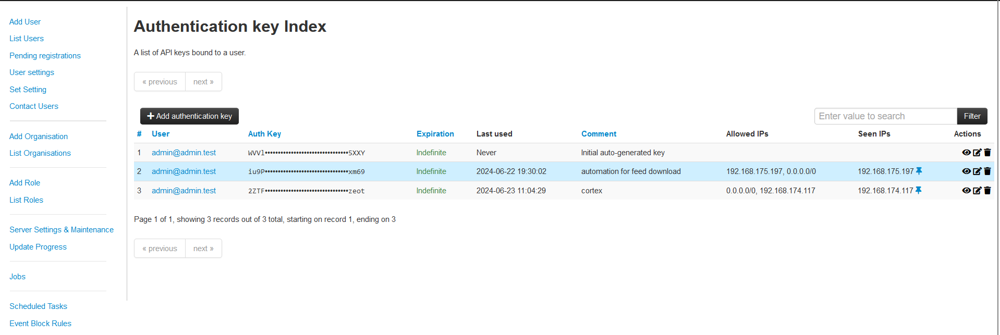 Add User
List Users
Pending registrations
User settings
Set Setting
Contact Users
Add Organisation
List Organisations
Add Role
List Roles
Server Settings & Maintenance
Update Progress
Jobs
Scheduled Tasks
Event Block Rules
Authentication key Index
A list of API keys bound to a user.
« previous next »
Add authentication key Enter value to search Filter
# User Auth Key Expiration Last used Comment Allowed IPs Seen IPs Actions
1 admin@admin.test WVVl••••••••••••••••••••••••••••••••5XXY Indefinite Never Initial auto-generated key
2 admin@admin.test iu9P••••••••••••••••••••••••••••••••xm69 Indefinite 2024-06-22 19:30:02 automation for feed download 192.168.175.197, 0.0.0.0/0 192.168.175.197
3 admin@admin.test 2ZTF••••••••••••••••••••••••••••••••zeot Indefinite 2024-06-23 11:04:29 cortex 0.0.0.0/0, 192.168.174.117 192.168.174.117
Page 1 of 1, showing 3 records out of 3 total, starting on record 1, ending on 3
« previous next »